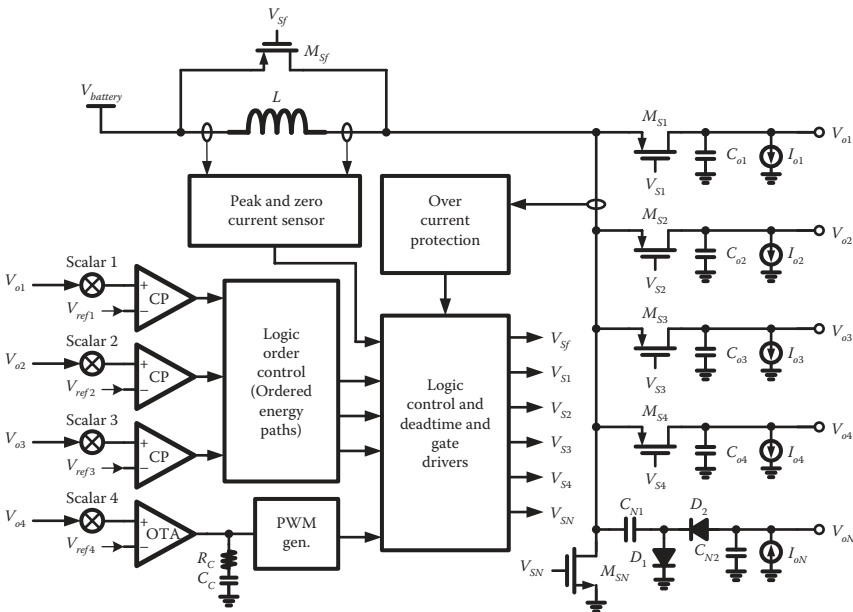 V_Sf
M_Sf
V_battery
L
Peak and zero
current sensor
Over
current
protection
M_S1
V_S1
C_o1
I_o1
V_o1
M_S2
V_S2
C_o2
I_o2
V_o2
M_S3
V_S3
C_o3
I_o3
V_o3
M_S4
V_S4
C_o4
I_o4
V_o4
Scalar 1
V_o1
V_ref1
+
−
CP
Scalar 2
V_o2
V_ref2
+
−
CP
Scalar 3
V_o3
V_ref3
+
−
CP
Scalar 4
V_o4
V_ref4
+
−
OTA
Logic
order
control
(Ordered
energy
paths)
R_C
C_C
PWM
gen.
Logic
control and
deadtime and
gate
drivers
V_Sf
V_S1
V_S2
V_S3
V_S4
V_SN
C_N1
D_2
D_1
C_N2
I_oN
V_oN
V_SN
M_SN